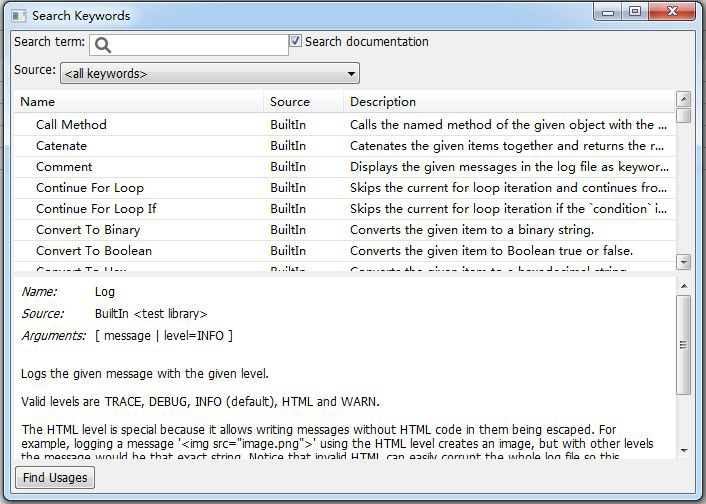 Search Keywords
Search term:
Search documentation
Source: <all keywords>
Name Source Description
Call Method BuiltIn Calls the named method of the given object with the ...
Catenate BuiltIn Catenates the given items together and returns the r...
Comment BuiltIn Displays the given messages in the log file as keywor...
Continue For Loop BuiltIn Skips the current for loop iteration and continues fro...
Continue For Loop If BuiltIn Skips the current for loop iteration if the `condition` i...
Convert To Binary BuiltIn Converts the given item to a binary string.
Convert To Boolean BuiltIn Converts the given item to Boolean true or false.
Convert To Hex BuiltIn Converts the given item to a hexadecimal string
Name: Log
Source: BuiltIn <test library>
Arguments: [ message | level=INFO ]
Logs the given message with the given level.
Valid levels are TRACE, DEBUG, INFO (default), HTML and WARN.
The HTML level is special because it allows writing messages without HTML code in them being escaped. For
example, logging a message '<img src="image.png">' using the HTML level creates an image, but with other levels
the message would be that exact string. Notice that invalid HTML can easily corrupt the whole log file so this
Find Usages